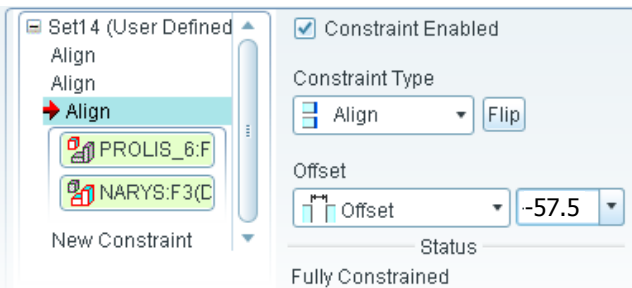 Set14 (User Defined
Align
Align
Align
PROLIS_6:F
NARYS:F3(D
New Constraint
Constraint Enabled
Constraint Type
Align
Flip
Offset
Offset
-57.5
Status
Fully Constrained